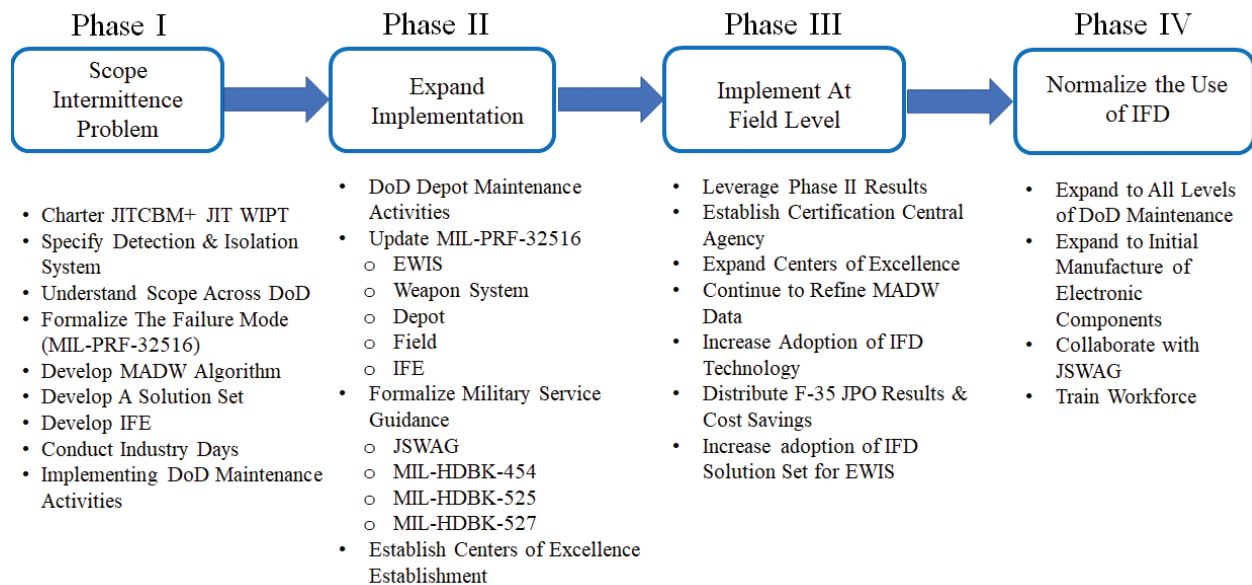 Phase I
Scope
Intermittence
Problem
• Charter JITCBM+ JIT WIPT
• Specify Detection & Isolation
System
• Understand Scope Across DoD
• Formalize The Failure Mode
(MIL-PRF-32516)
• Develop MADW Algorithm
• Develop A Solution Set
• Develop IFE
• Conduct Industry Days
• Implementing DoD Maintenance
Activities
Phase II
Expand
Implementation
• DoD Depot Maintenance
Activities
• Update MIL-PRF-32516
o EWIS
o Weapon System
o Depot
o Field
o IFE
• Formalize Military Service
Guidance
o JSWAG
o MIL-HDBK-454
o MIL-HDBK-525
o MIL-HDBK-527
• Establish Centers of Excellence
Establishment
Phase III
Implement At
Field Level
• Leverage Phase II Results
• Establish Certification Central
Agency
• Expand Centers of Excellence
• Continue to Refine MADW
Data
• Increase Adoption of IFD
Technology
• Distribute F-35 JPO Results &
Cost Savings
• Increase adoption of IFD
Solution Set for EWIS
Phase IV
Normalize the Use
of IFD
• Expand to All Levels
of DoD Maintenance
• Expand to Initial
Manufacture of
Electronic
Components
• Collaborate with
JSWAG
• Train Workforce